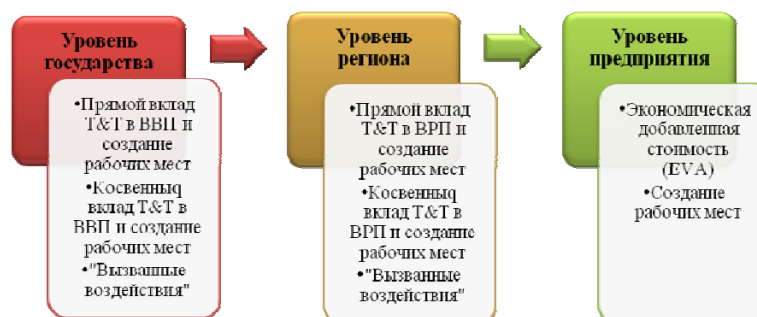 Уровень
государства
•Прямой вклад
T&T в ВВП и
создание
рабочих мест
•Косвенныq
вклад T&T в
ВВП и создание
рабочих мест
•"Вызванные
воздействия"
Уровень
региона
•Прямой вклад
T&T в ВРП и
создание
рабочих мест
•Косвенныq
вклад T&T в
ВРП и создание
рабочих мест
•"Вызванные
воздействия"
Уровень
предприятия
•Экономическая
добавленная
стоимость
(EVA)
•Создание
рабочих мест